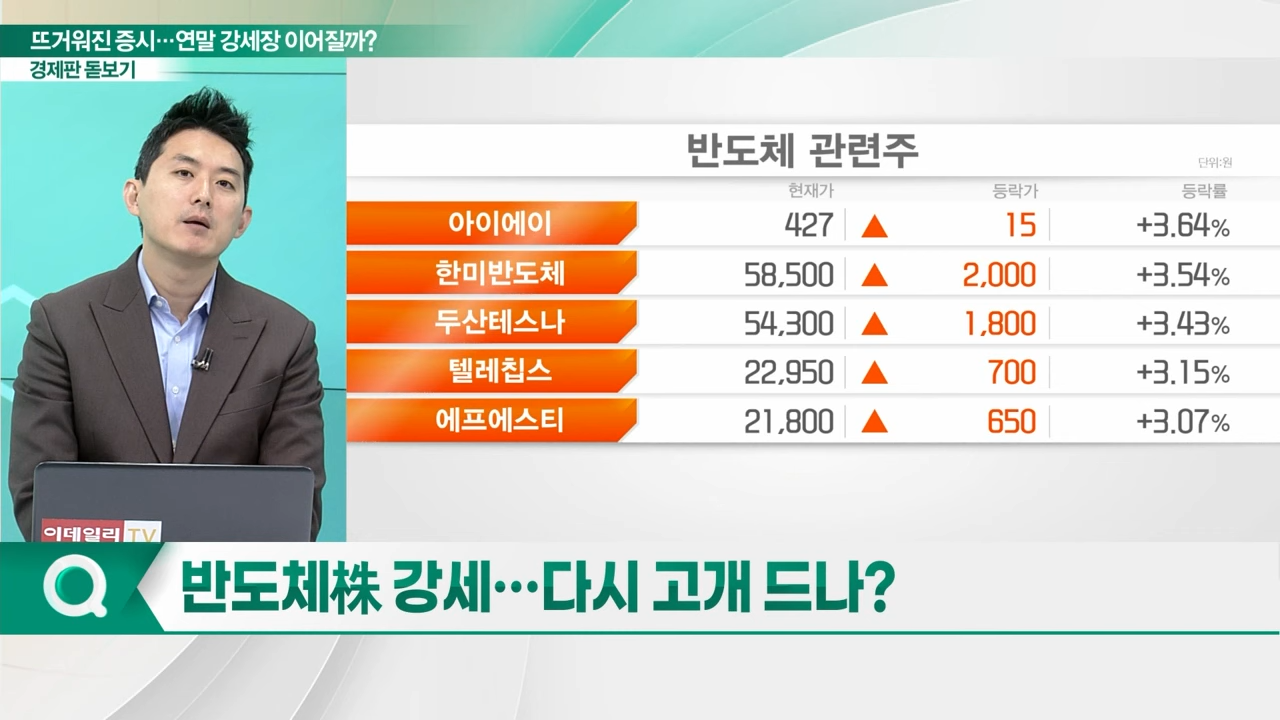 뜨거워진 증시…연말 강세장 이어질까?
경제판 돋보기
반도체 관련주
단위:원
현재가 등락가 등락률
아이에이 427 ▲ 15 +3.64%
한미반도체 58,500 ▲ 2,000 +3.54%
두산테스나 54,300 ▲ 1,800 +3.43%
텔레칩스 22,950 ▲ 700 +3.15%
에프에스티 21,800 ▲ 650 +3.07%
이데일리 TV
반도체株 강세…다시 고개 드나?